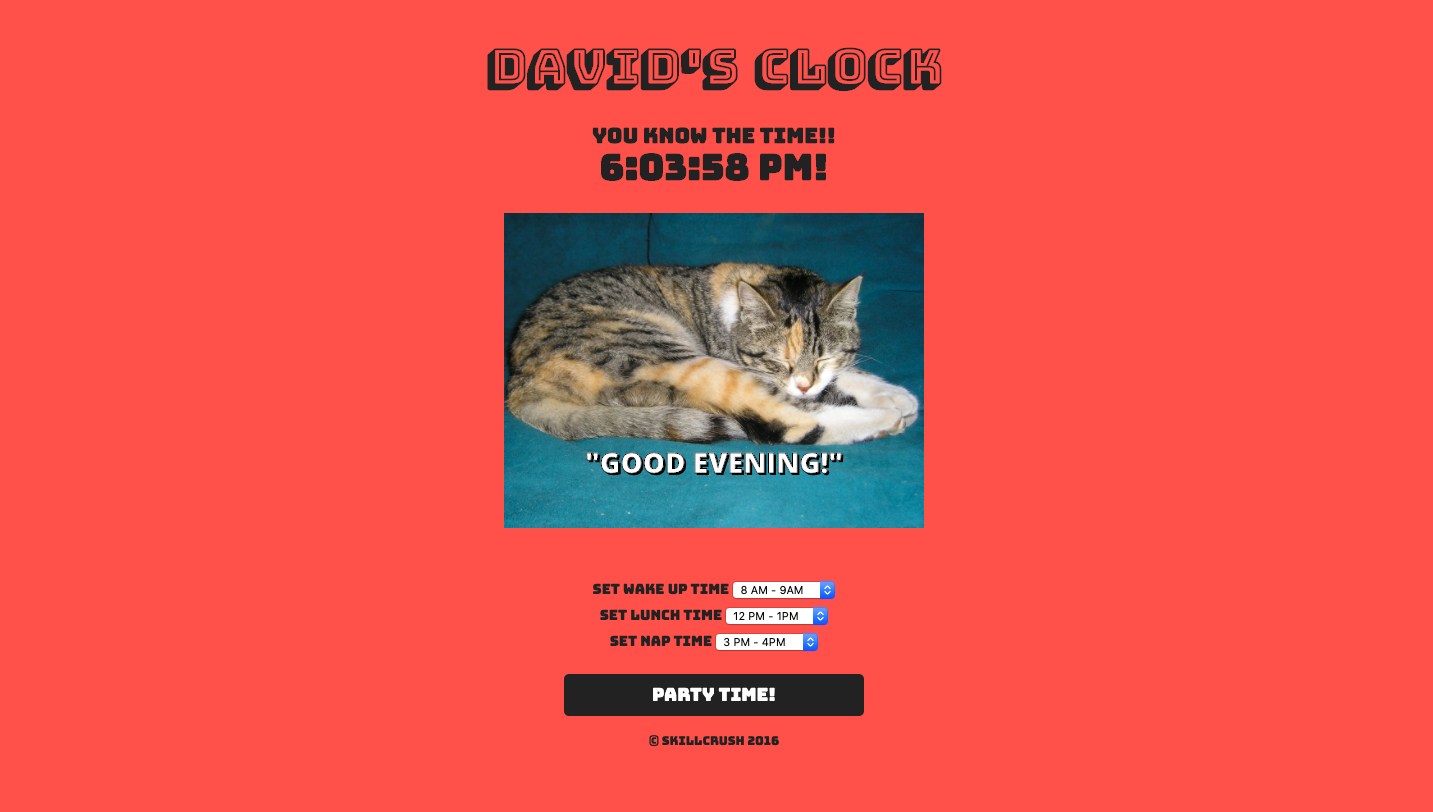 DAVID'S CLOCK
YOU KNOW THE TIME!!
6:03:58 PM!
"GOOD EVENING!"
SET WAKE UP TIME 8 AM - 9AM
SET LUNCH TIME 12 PM - 1PM
SET NAP TIME 3 PM - 4PM
PARTY TIME!
© SKILLCRUSH 2016